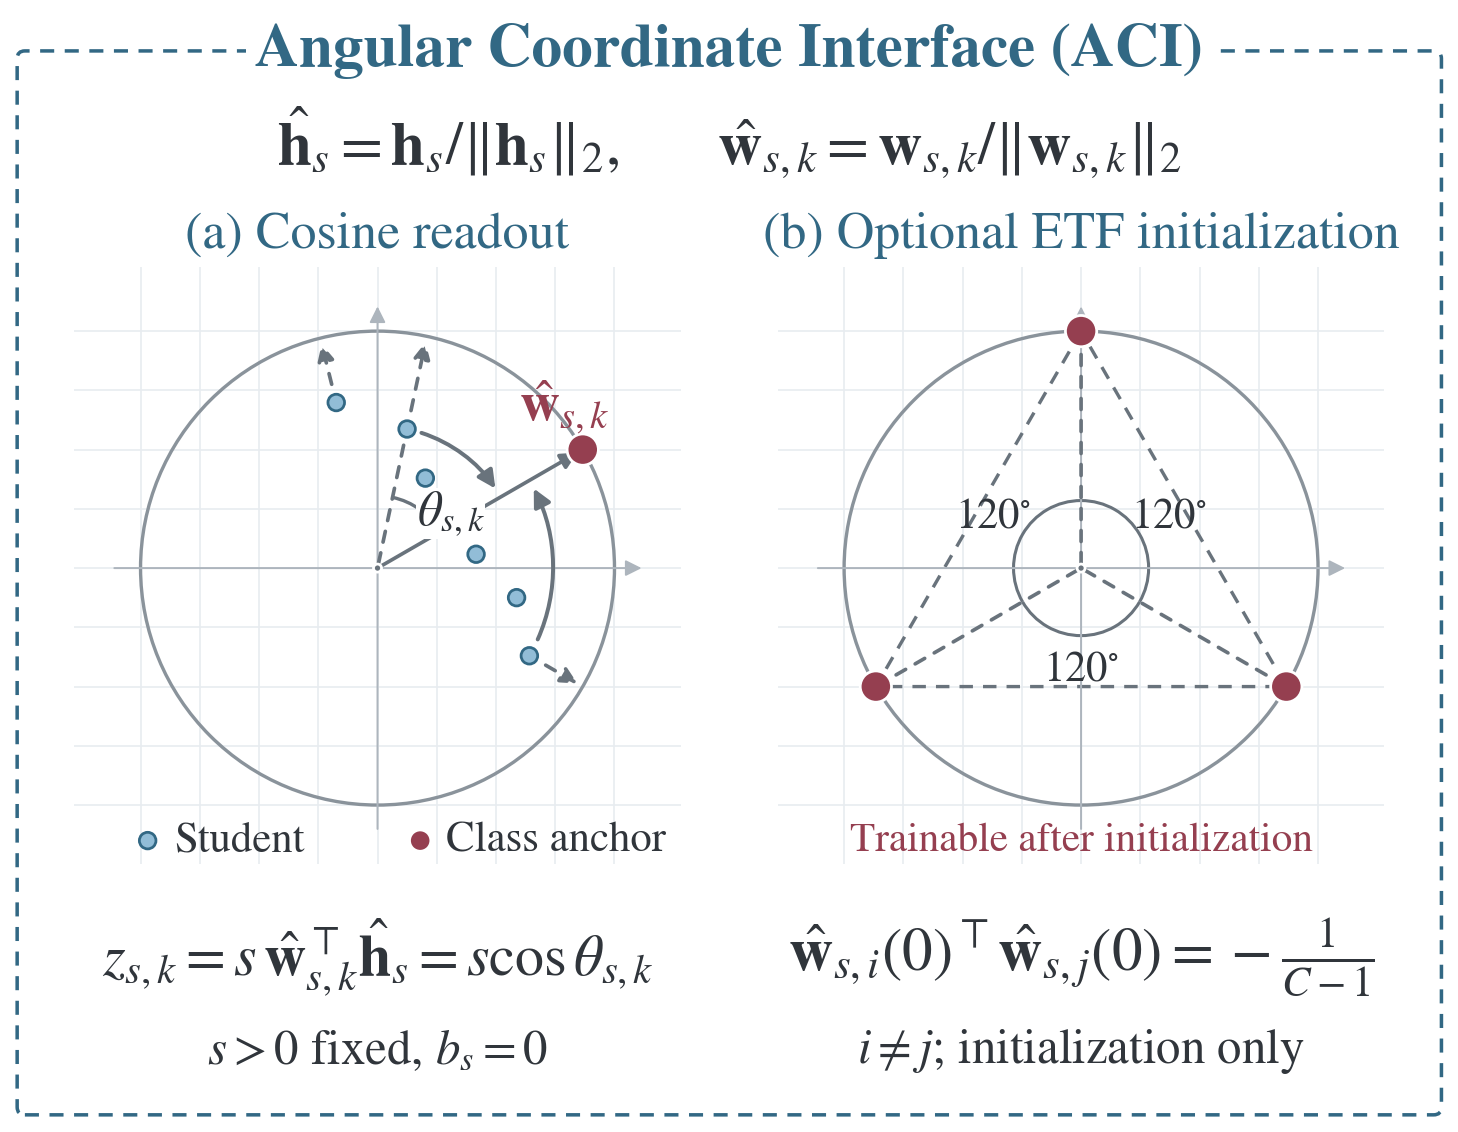 Angular Coordinate Interface (ACI)
ĥ_s = h_s/‖h_s‖_2, ŵ_{s,k} = w_{s,k}/‖w_{s,k}‖_2
(a) Cosine readout
(b) Optional ETF initialization
ŵ_{s,k}
θ_{s,k}
Student
Class anchor
120° 120°
120°
Trainable after initialization
z_{s,k} = s ŵ_{s,k}^⊤ ĥ_s = s cos θ_{s,k}
s > 0 fixed, b_s = 0
ŵ_{s,i}(0)^⊤ ŵ_{s,j}(0) = − 1/(C − 1)
i ≠ j; initialization only